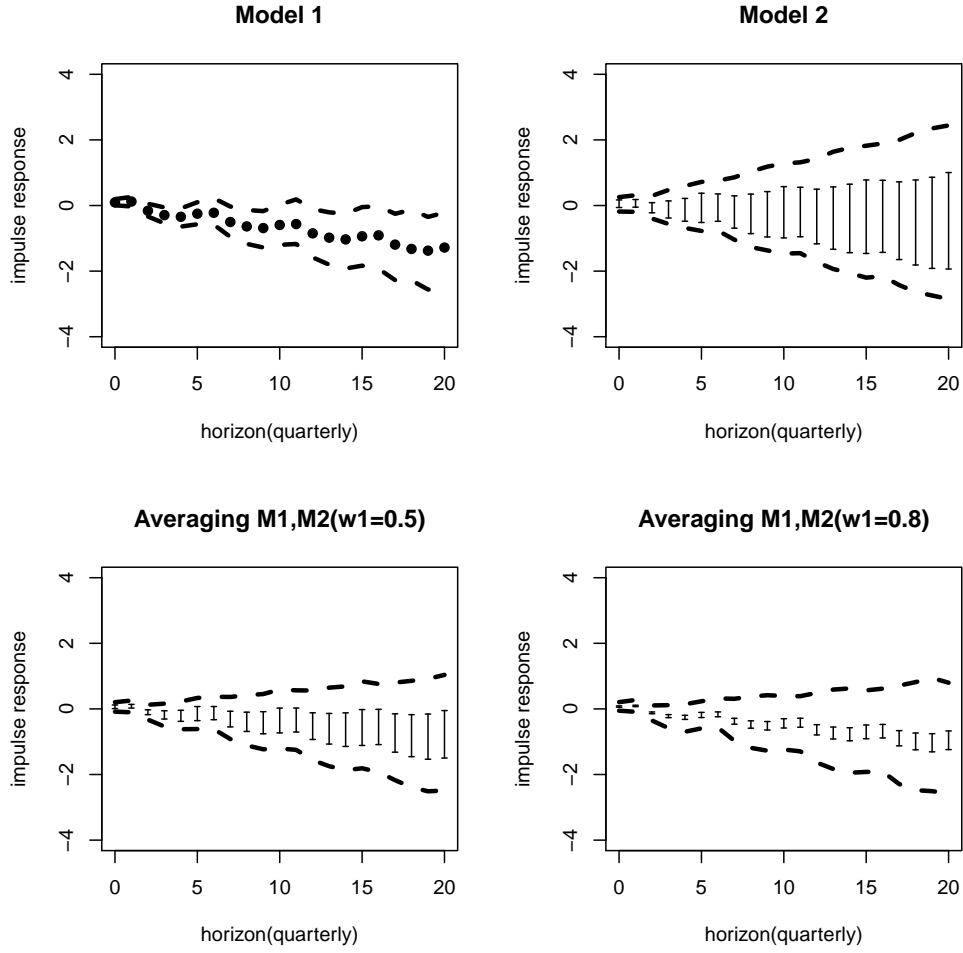 Model 1
4
2
0
−2
−4
impulse response
0 5 10 15 20
horizon(quarterly)
Model 2
4
2
0
−2
−4
impulse response
0 5 10 15 20
horizon(quarterly)
Averaging M1,M2(w1=0.5)
4
2
0
−2
−4
impulse response
0 5 10 15 20
horizon(quarterly)
Averaging M1,M2(w1=0.8)
4
2
0
−2
−4
impulse response
0 5 10 15 20
horizon(quarterly)